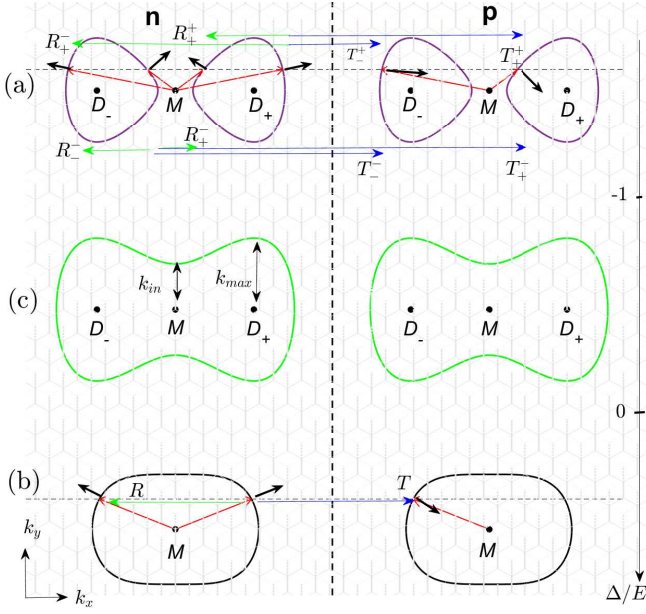 n p
R₊⁻ R₊⁺ T₋⁺ T₊⁺
(a) D₋ M D₊ D₋ M D₊
R₋⁻ R₊⁻ T₋⁻ T₊⁻
-1
(c) k_in k_max
D₋ M D₊ D₋ M D₊
0
(b) R T
M M
k_y
k_x Δ/E